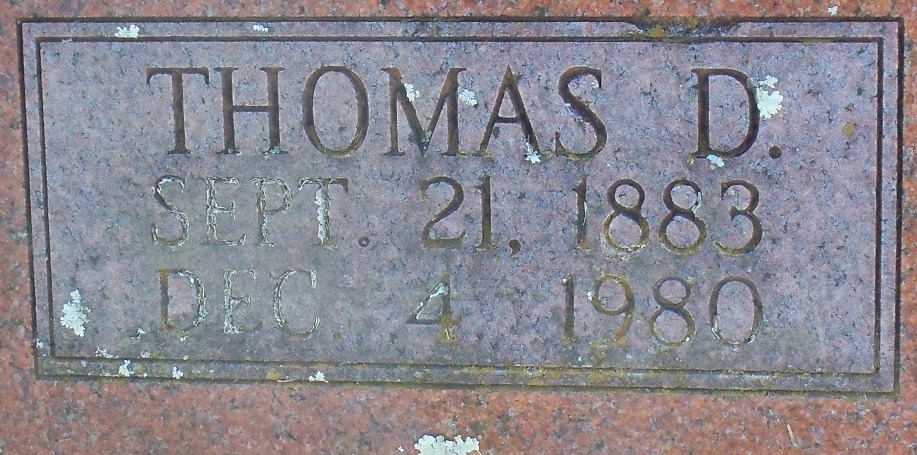 THOMAS D.
SEPT. 21, 1883
DEC 4 1980